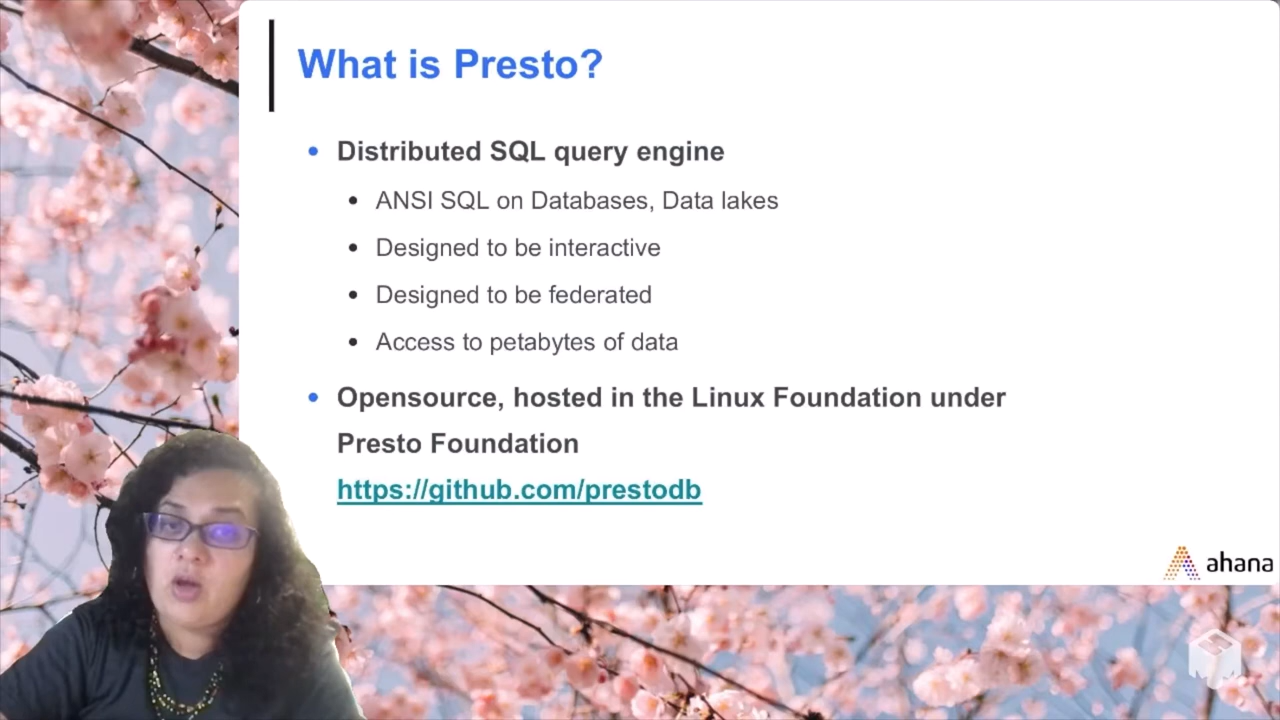 What is Presto?
Distributed SQL query engine
ANSI SQL on Databases, Data lakes
Designed to be interactive
Designed to be federated
Access to petabytes of data
Opensource, hosted in the Linux Foundation under
Presto Foundation
https://github.com/prestodb
ahana